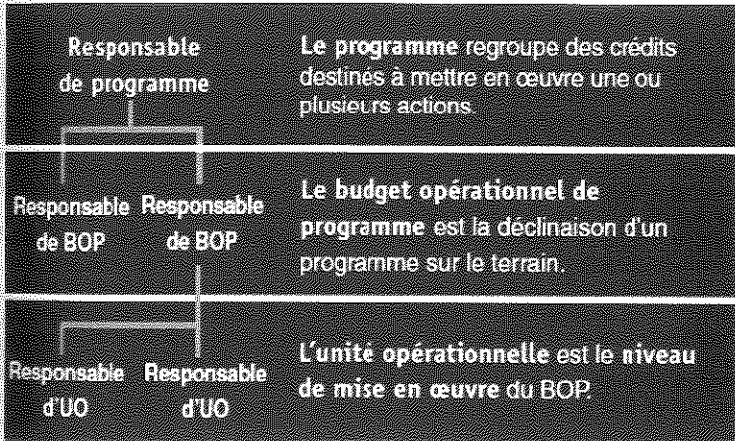 Responsable
de programme
Le programme regroupe des crédits
destinés à mettre en œuvre une ou
plusieurs actions.
Responsable
de BOP
Responsable
de BOP
Le budget opérationnel de
programme est la déclinaison d'un
programme sur le terrain.
Responsable
d'UO
Responsable
d'UO
L'unité opérationnelle est le niveau
de mise en œuvre du BOP.